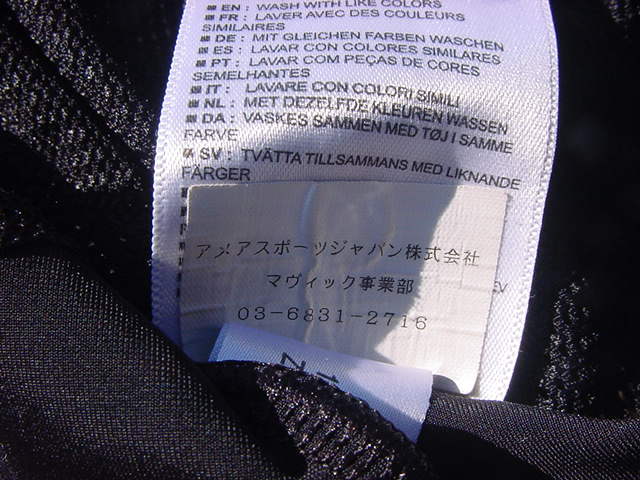 EN: WASH WITH LIKE COLORS
FR: LAVER AVEC DES COULEURS
SIMILAIRES
DE: MIT GLEICHEN FARBEN WASCHEN
ES: LAVAR CON COLORES SIMILARES
PT: LAVAR COM PEÇAS DE CORES
SEMELHANTES
IT: LAVARE CON COLORI SIMILI
NL: MET DEZELFDE KLEUREN WASSEN
DA: VASKES SAMMEN MED TØJ I SAMME
FARVE
SV: TVÄTTA TILLSAMMANS MED LIKNANDE
FÄRGER
アメアスポーツジャパン株式会社
マヴィック事業部
03-6831-2716